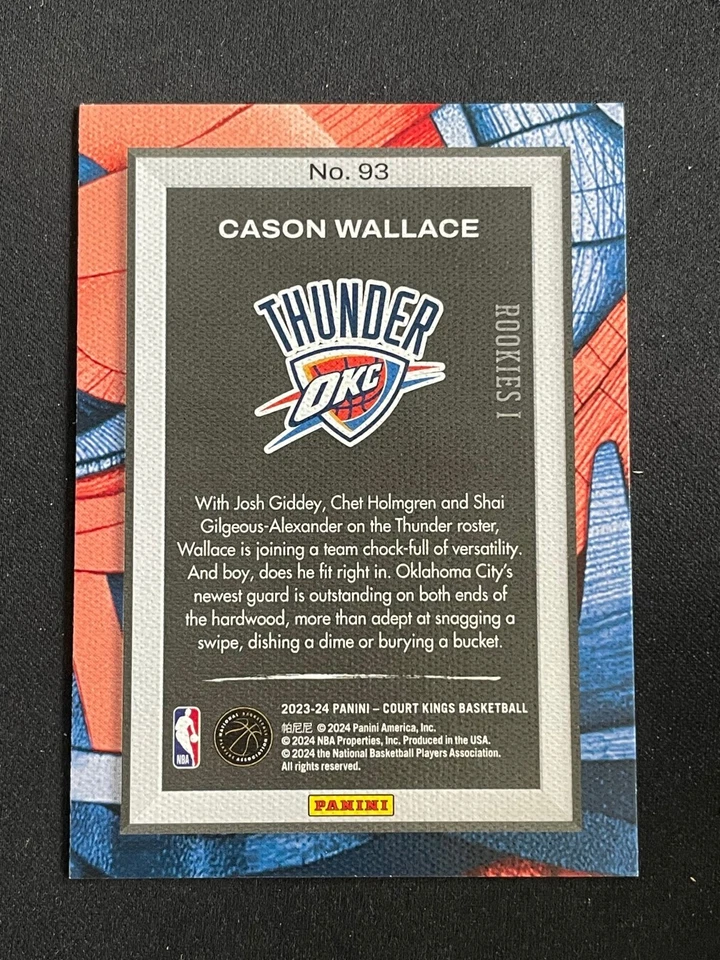 No. 93
CASON WALLACE
THUNDER
OKC
ROOKIES I
With Josh Giddey, Chet Holmgren and Shai
Gilgeous-Alexander on the Thunder roster,
Wallace is joining a team chock-full of versatility.
And boy, does he fit right in. Oklahoma City's
newest guard is outstanding on both ends of
the hardwood, more than adept at snagging a
swipe, dishing a dime or burying a bucket.
2023-24 PANINI – COURT KINGS BASKETBALL
帕尼尼 © 2024 Panini America, Inc.
© 2024 NBA Properties, Inc. Produced in the USA.
© 2024 the National Basketball Players Association.
All rights reserved.
NBA
NATIONAL BASKETBALL
PLAYERS ASSOCIATION
PANINI